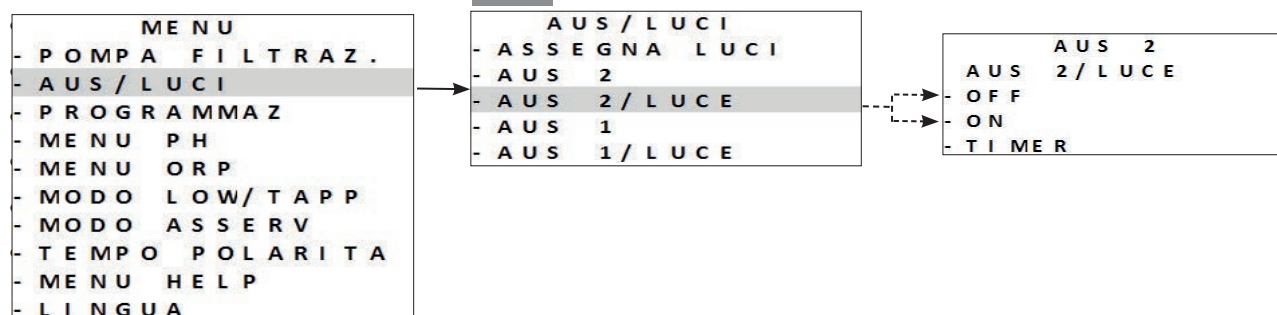 MENU
- POMPA FILTRAZ.
- AUS/LUCI
- PROGRAMMAZ
- MENU PH
- MENU ORP
- MODO LOW/TAPP
- MODO ASSERV
- TEMPO POLARITA
- MENU HELP
- LINGUA
AUS/LUCI
- ASSEGNA LUCI
- AUS 2
- AUS 2/LUCE
- AUS 1
- AUS 1/LUCE
AUS 2
AUS 2/LUCE
- OFF
- ON
- TIMER